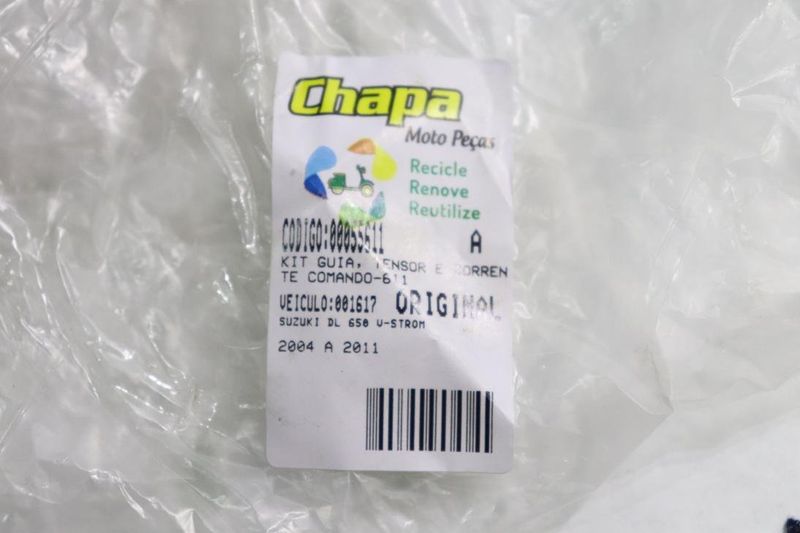 Chapa
Moto Peças
Recicle
Renove
Reutilize
CODIGO:00055611 A
KIT GUIA, TENSOR E CORREN
TE COMANDO-611
VEICULO:001617 ORIGINAL
SUZUKI DL 650 V-STROM
2004 A 2011